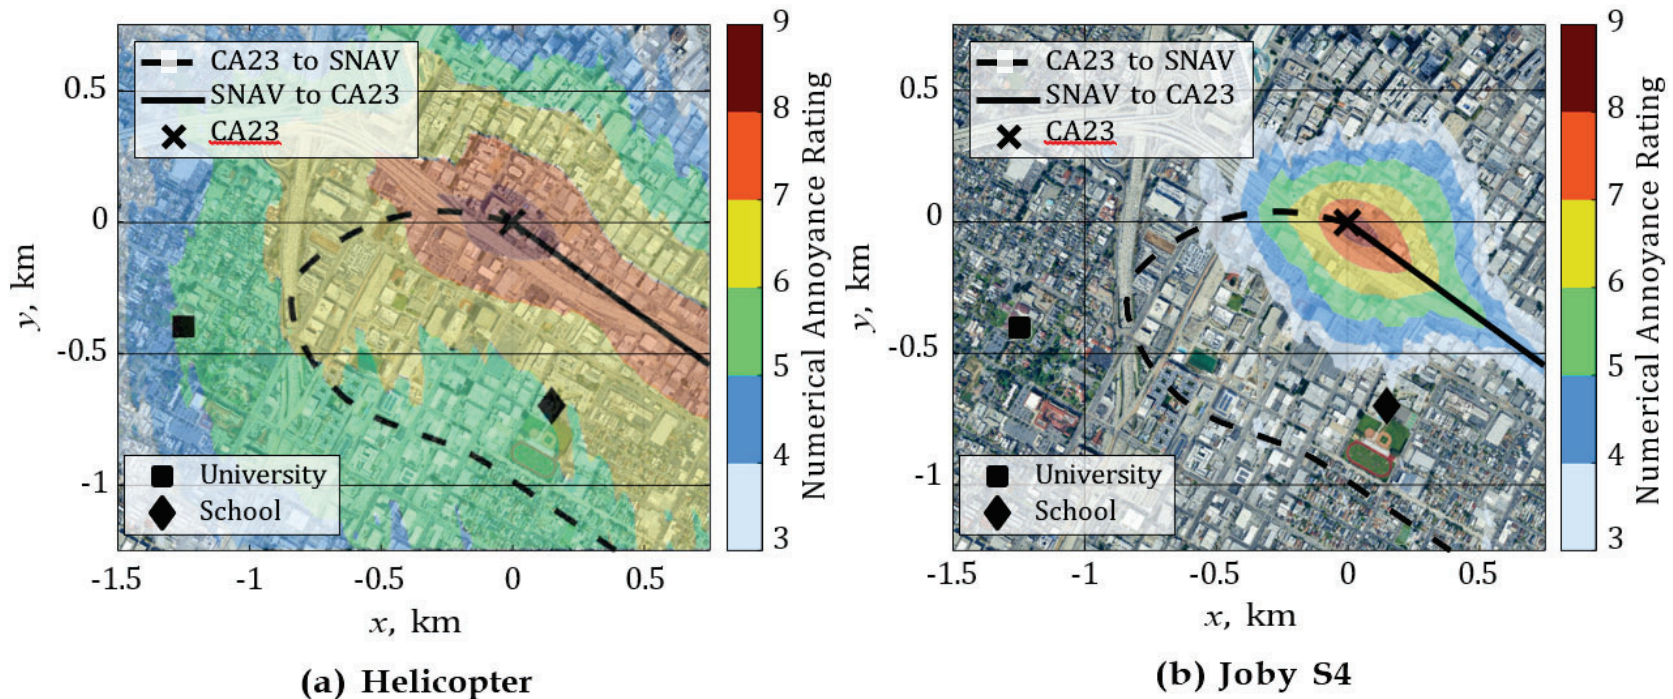 CA23 to SNAV
SNAV to CA23
CA23
University
School
0.5
0
-0.5
-1
y, km
-1.5
-1
-0.5
0
0.5
x, km
9
8
7
6
5
4
3
Numerical Annoyance Rating
(a) Helicopter
CA23 to SNAV
SNAV to CA23
CA23
University
School
0.5
0
-0.5
-1
y, km
-1.5
-1
-0.5
0
0.5
x, km
9
8
7
6
5
4
3
Numerical Annoyance Rating
(b) Joby S4